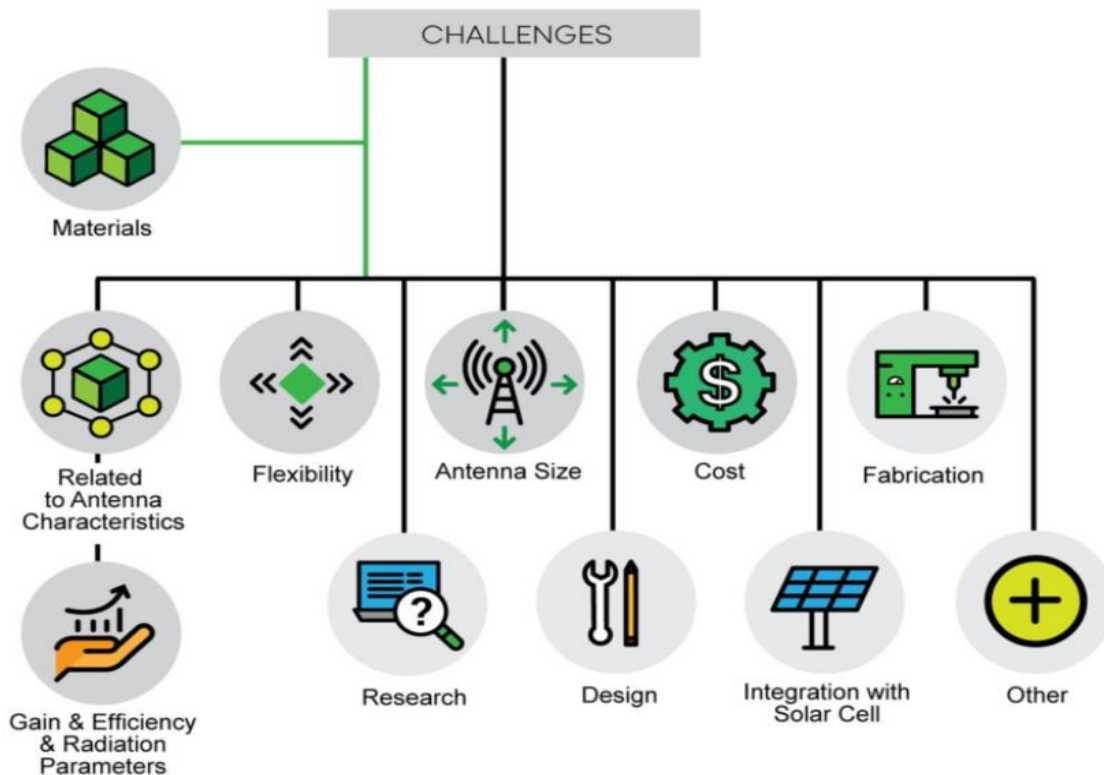 CHALLENGES
Materials
Related
to Antenna
Characteristics
Flexibility
Antenna Size
$
Cost
Fabrication
Gain & Efficiency
& Radiation
Parameters
?
Research
Design
Integration with
Solar Cell
Other